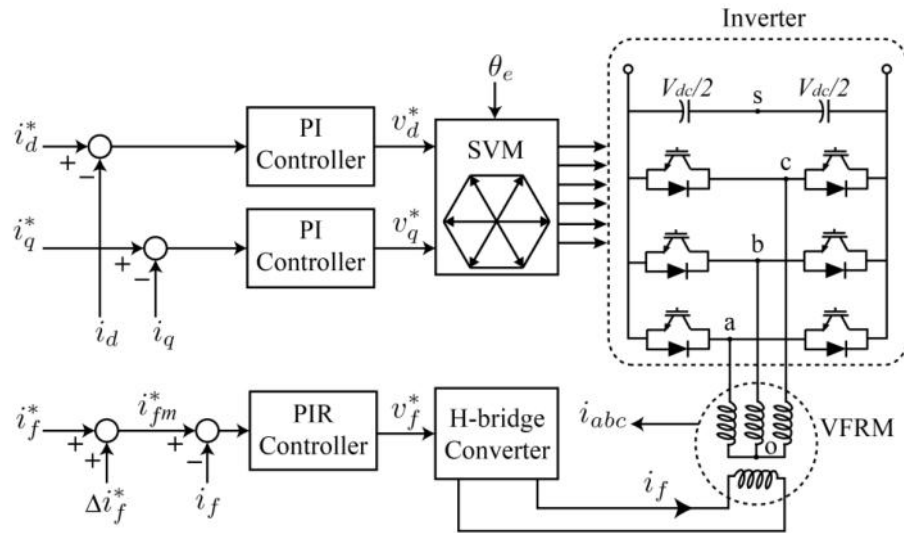 Inverter
θ_e
V_dc/2 s V_dc/2
i_d^* + − PI Controller v_d^* SVM
c
i_q^* + − PI Controller v_q^*
b
i_d i_q
a
i_f^* + + i_fm^* + − PIR Controller v_f^* H-bridge Converter
i_abc VFRM
o
Δi_f^* i_f i_f